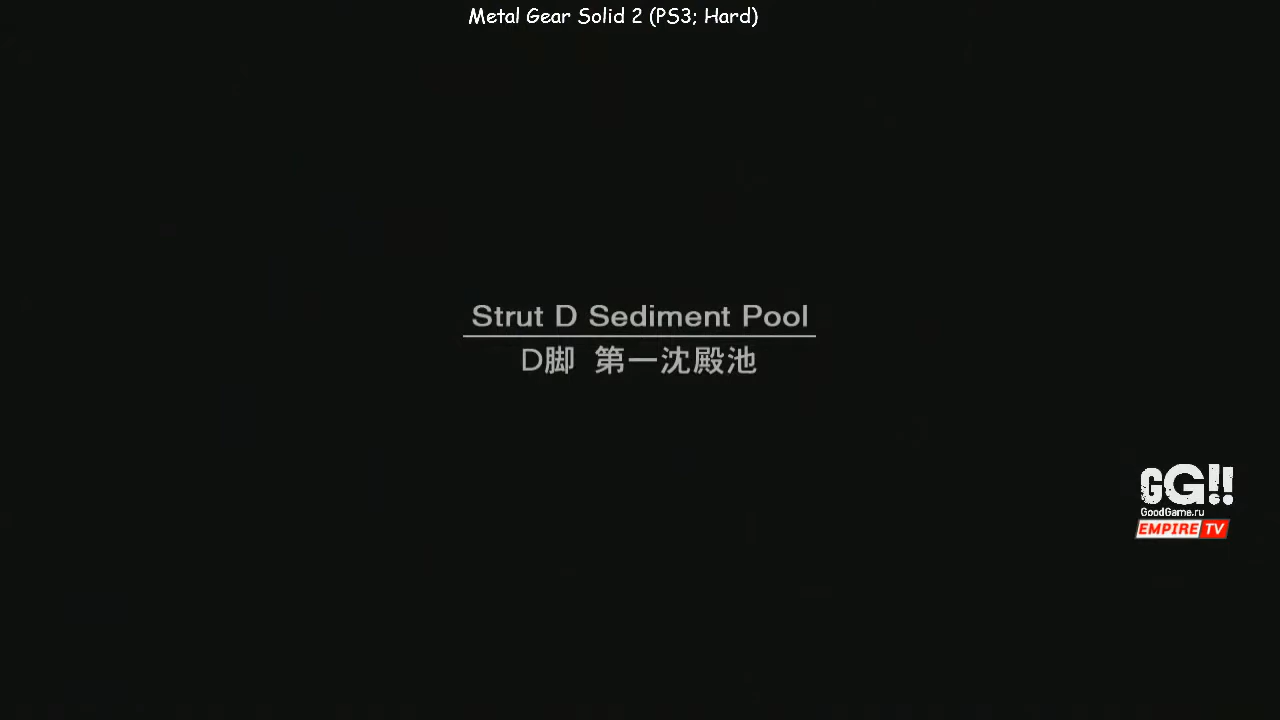 Metal Gear Solid 2 (PS3; Hard)
Strut D Sediment Pool
D脚 第一沈殿池
GG!!
GoodGame.ru
EMPIRE TV